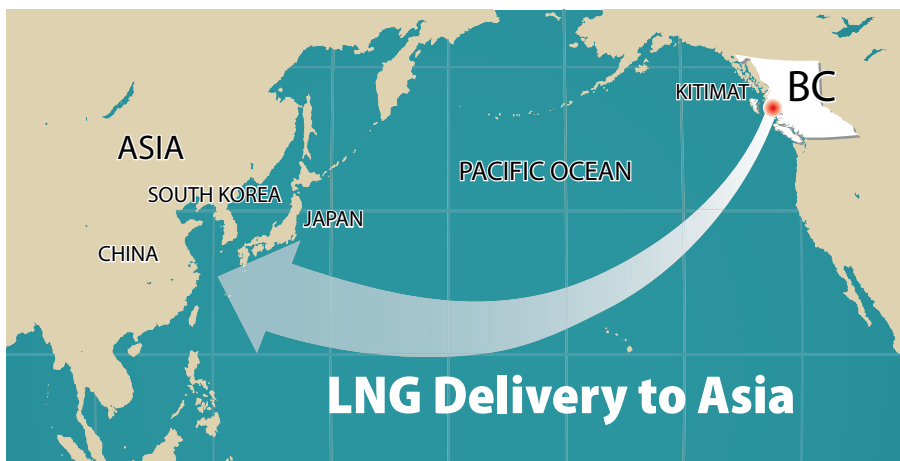 BC
KITIMAT
ASIA
PACIFIC OCEAN
SOUTH KOREA
JAPAN
CHINA
LNG Delivery to Asia